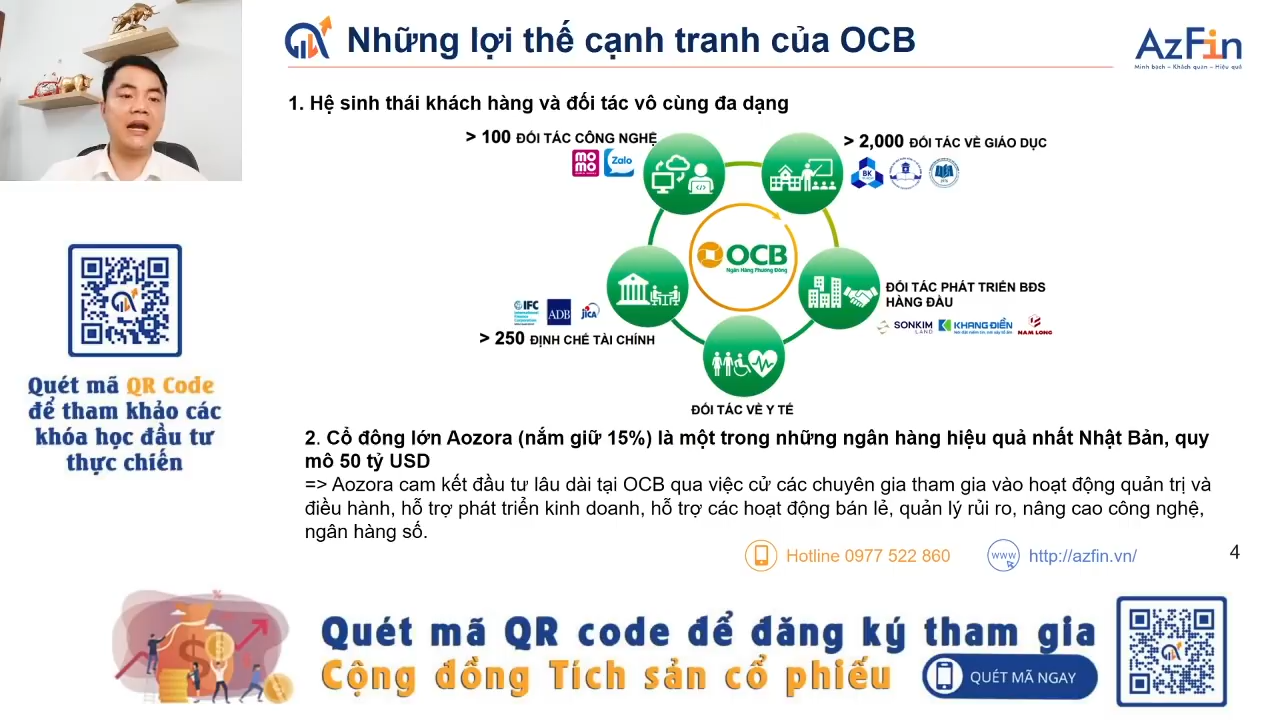 Những lợi thế cạnh tranh của OCB
AzFin
Minh bạch – Khách quan – Hiệu quả
1. Hệ sinh thái khách hàng và đối tác vô cùng đa dạng
> 100 ĐỐI TÁC CÔNG NGHỆ
momo
Zalo
> 2,000 ĐỐI TÁC VỀ GIÁO DỤC
BK
OCB
Ngân Hàng Phương Đông
IFC
International
Finance
Corporation
ADB
JICA
> 250 ĐỊNH CHẾ TÀI CHÍNH
ĐỐI TÁC PHÁT TRIỂN BĐS
HÀNG ĐẦU
SONKIM
LAND
KHANG ĐIỀN
NAM LONG
ĐỐI TÁC VỀ Y TẾ
2. Cổ đông lớn Aozora (nắm giữ 15%) là một trong những ngân hàng hiệu quả nhất Nhật Bản, quy
mô 50 tỷ USD
=> Aozora cam kết đầu tư lâu dài tại OCB qua việc cử các chuyên gia tham gia vào hoạt động quản trị và
điều hành, hỗ trợ phát triển kinh doanh, hỗ trợ các hoạt động bán lẻ, quản lý rủi ro, nâng cao công nghệ,
ngân hàng số.
Hotline 0977 522 860
www
http://azfin.vn/
4
Quét mã QR Code
để tham khảo các
khóa học đầu tư
thực chiến
Quét mã QR code để đăng ký tham gia
Cộng đồng Tích sản cổ phiếu
QUÉT MÃ NGAY